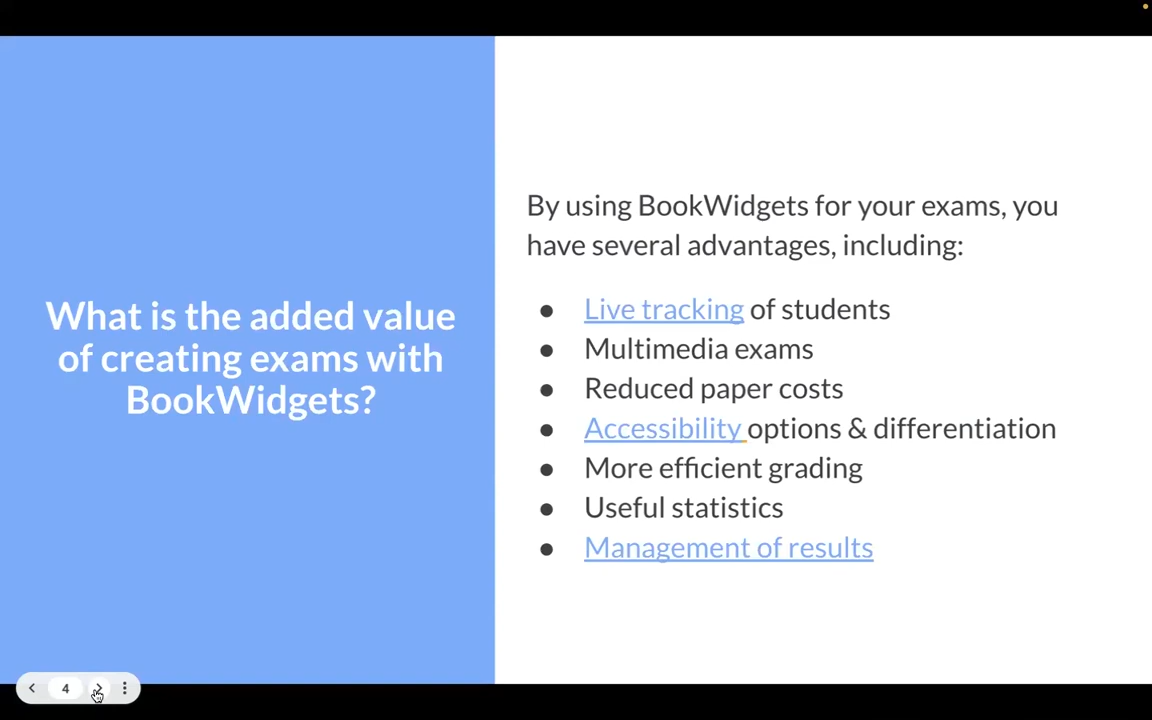 What is the added value
of creating exams with
BookWidgets?
By using BookWidgets for your exams, you
have several advantages, including:
● Live tracking of students
● Multimedia exams
● Reduced paper costs
● Accessibility options & differentiation
● More efficient grading
● Useful statistics
● Management of results
4